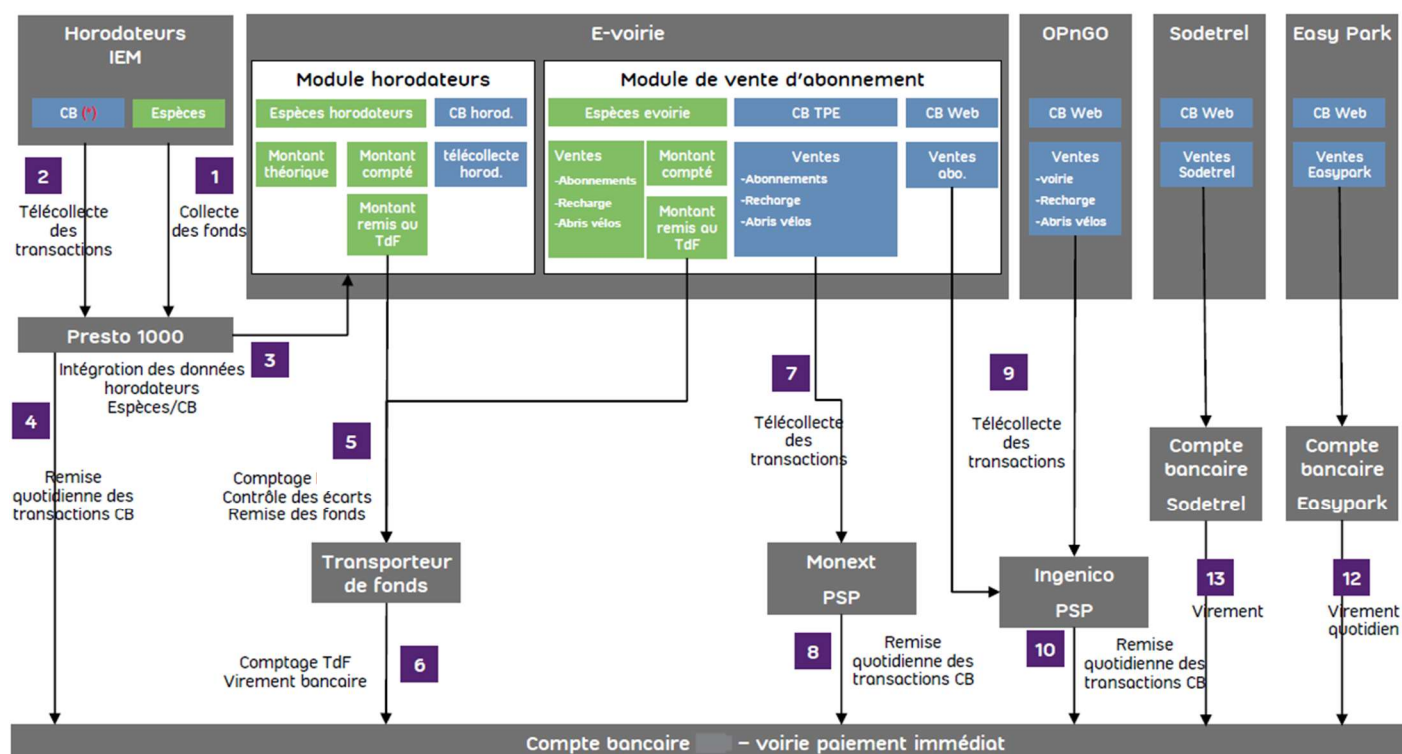 Horodateurs
IEM
CB (*)
Espèces
E-voirie
Module horodateurs
Espèces horodateurs
CB horod.
Montant
théorique
Montant
compté
télécollecte
horod.
Montant
remis au
TdF
Module de vente d'abonnement
Espèces evoirie
CB TPE
CB Web
Ventes
-Abonnements
-Recharge
-Abris vélos
Montant
compté
Montant
remis au
TdF
Ventes
-Abonnements
-Recharge
-Abris vélos
Ventes
abo.
OPnGO
CB Web
Ventes
-voirie
-Recharge
-Abris vélos
Sodetrel
CB Web
Ventes
Sodetrel
Easy Park
CB Web
Ventes
Easypark
2
Télécollecte
des
transactions
1
Collecte
des fonds
Presto 1000
3
Intégration des données
horodateurs
Espèces/CB
4
Remise
quotidienne des
transactions CB
5
Comptage
Contrôle des écarts
Remise des fonds
Transporteur
de fonds
6
Comptage TdF
Virement bancaire
7
Télécollecte
des
transactions
Monext
PSP
8
Remise
quotidienne des
transactions CB
9
Télécollecte
des
transactions
Ingenico
PSP
10
Remise
quotidienne des
transactions CB
Compte
bancaire
Sodetrel
13
Virement
Compte
bancaire
Easypark
12
Virement
quotidien
Compte bancaire – voirie paiement immédiat